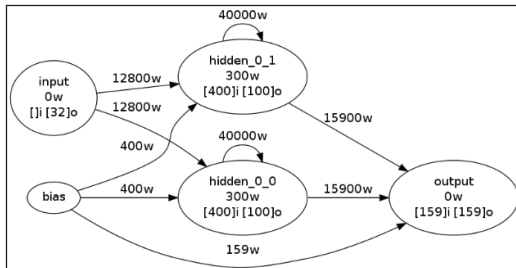 40000w
hidden_0_1
300w
[400]i [100]o
input
0w
[]i [32]o
12800w
12800w
15900w
400w
40000w
hidden_0_0
300w
[400]i [100]o
bias
400w
15900w
output
0w
[159]i [159]o
159w